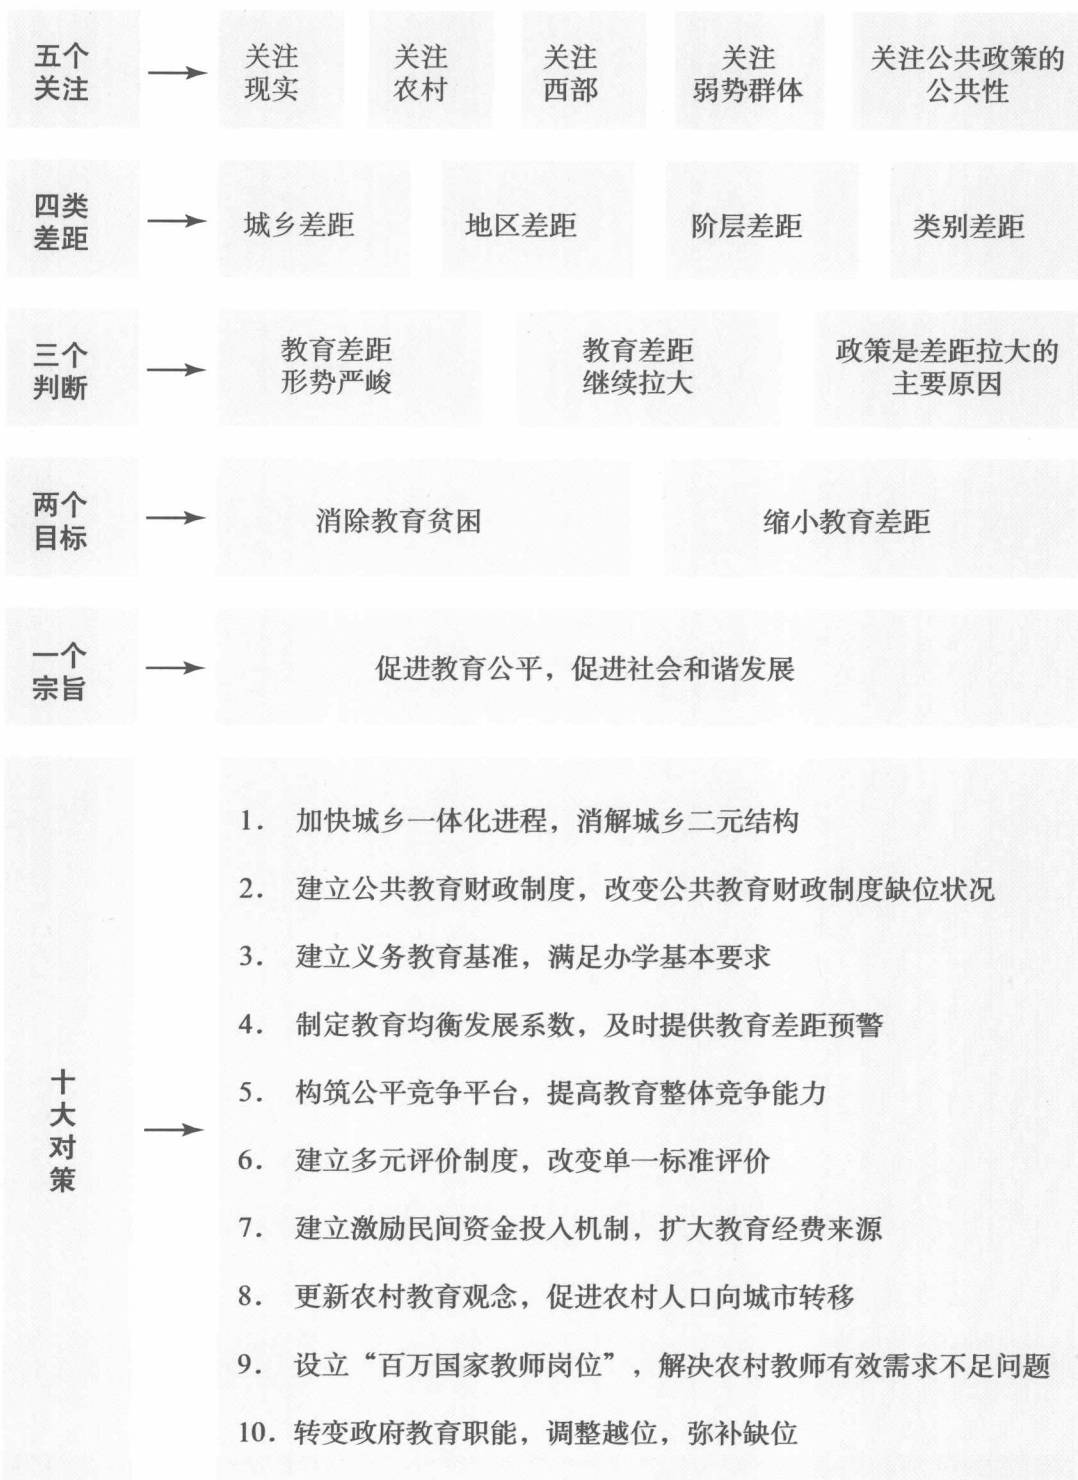 五个
关注
关注
现实
关注
农村
关注
西部
关注
弱势群体
关注公共政策的
公共性
四类
差距
城乡差距
地区差距
阶层差距
类别差距
三个
判断
教育差距
形势严峻
教育差距
继续拉大
政策是差距拉大的
主要原因
两个
目标
消除教育贫困
缩小教育差距
一个
宗旨
促进教育公平，促进社会和谐发展
十
大
对
策
1. 加快城乡一体化进程，消解城乡二元结构
2. 建立公共教育财政制度，改变公共教育财政制度缺位状况
3. 建立义务教育基准，满足办学基本要求
4. 制定教育均衡发展系数，及时提供教育差距预警
5. 构筑公平竞争平台，提高教育整体竞争能力
6. 建立多元评价制度，改变单一标准评价
7. 建立激励民间资金投入机制，扩大教育经费来源
8. 更新农村教育观念，促进农村人口向城市转移
9. 设立“百万国家教师岗位”，解决农村教师有效需求不足问题
10. 转变政府教育职能，调整越位，弥补缺位